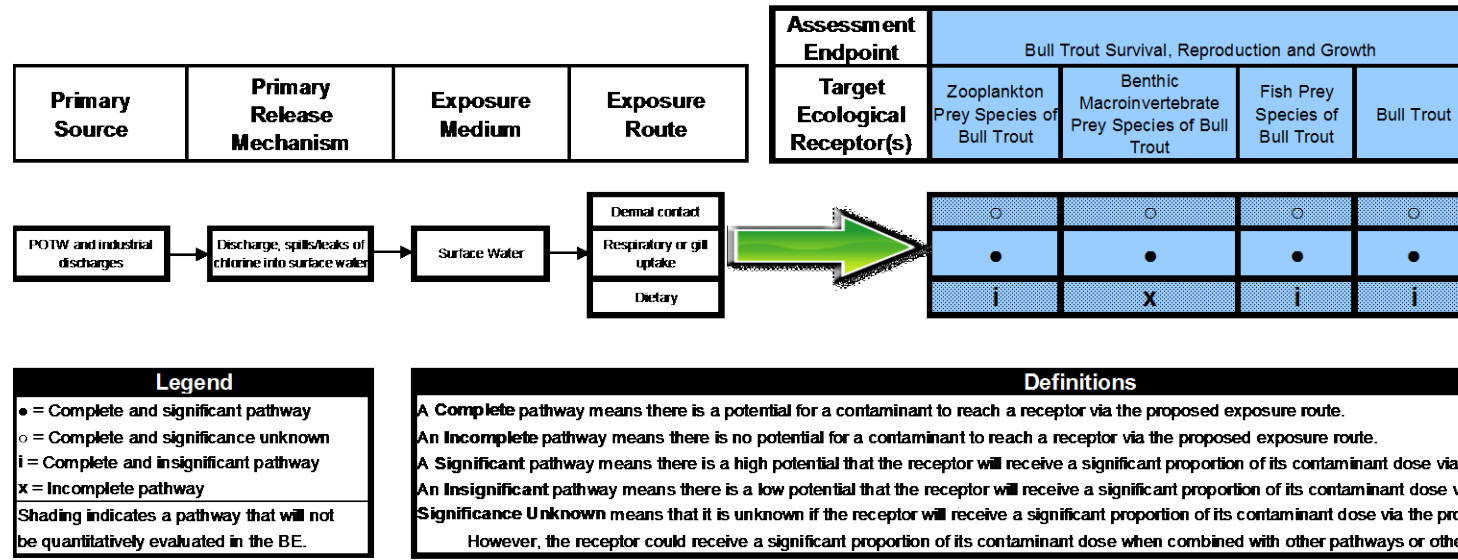 Assessment
Endpoint
Bull Trout Survival, Reproduction and Growth
Primary
Source
Primary
Release
Mechanism
Exposure
Medium
Exposure
Route
Target
Ecological
Receptor(s)
Zooplankton
Prey Species of
Bull Trout
Benthic
Macroinvertebrate
Prey Species of Bull
Trout
Fish Prey
Species of
Bull Trout
Bull Trout
POTW and industrial
discharges
Discharge, spills/leaks of
chlorine into surface water
Surface Water
Dermal contact
Respiratory or gill
uptake
Dietary
○ ○ ○ ○
● ● ● ●
i x i i
Legend
● = Complete and significant pathway
○ = Complete and significance unknown
i = Complete and insignificant pathway
x = Incomplete pathway
Shading indicates a pathway that will not
be quantitatively evaluated in the BE.
Definitions
A Complete pathway means there is a potential for a contaminant to reach a receptor via the proposed exposure route.
An Incomplete pathway means there is no potential for a contaminant to reach a receptor via the proposed exposure route.
A Significant pathway means there is a high potential that the receptor will receive a significant proportion of its contaminant dose via
An Insignificant pathway means there is a low potential that the receptor will receive a significant proportion of its contaminant dose
Significance Unknown means that it is unknown if the receptor will receive a significant proportion of its contaminant dose via the
However, the receptor could receive a significant proportion of its contaminant dose when combined with other pathways or